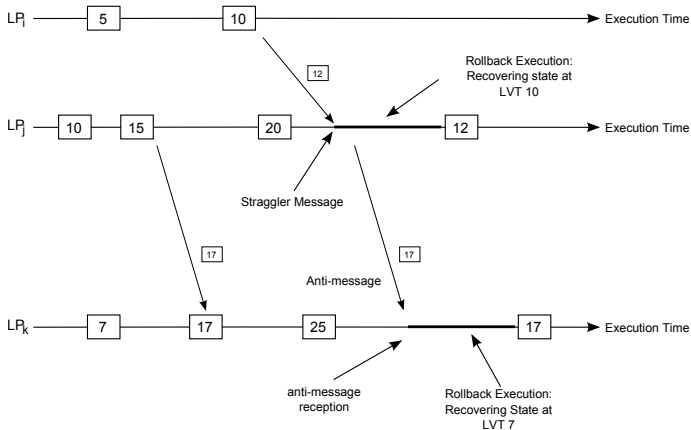 LPi
5
10
Execution Time
12
Rollback Execution:
Recovering state at
LVT 10
LPj
10
15
20
12
Execution Time
Straggler Message
17
17
Anti-message
LPk
7
17
25
17
Execution Time
anti-message
reception
Rollback Execution:
Recovering State at
LVT 7